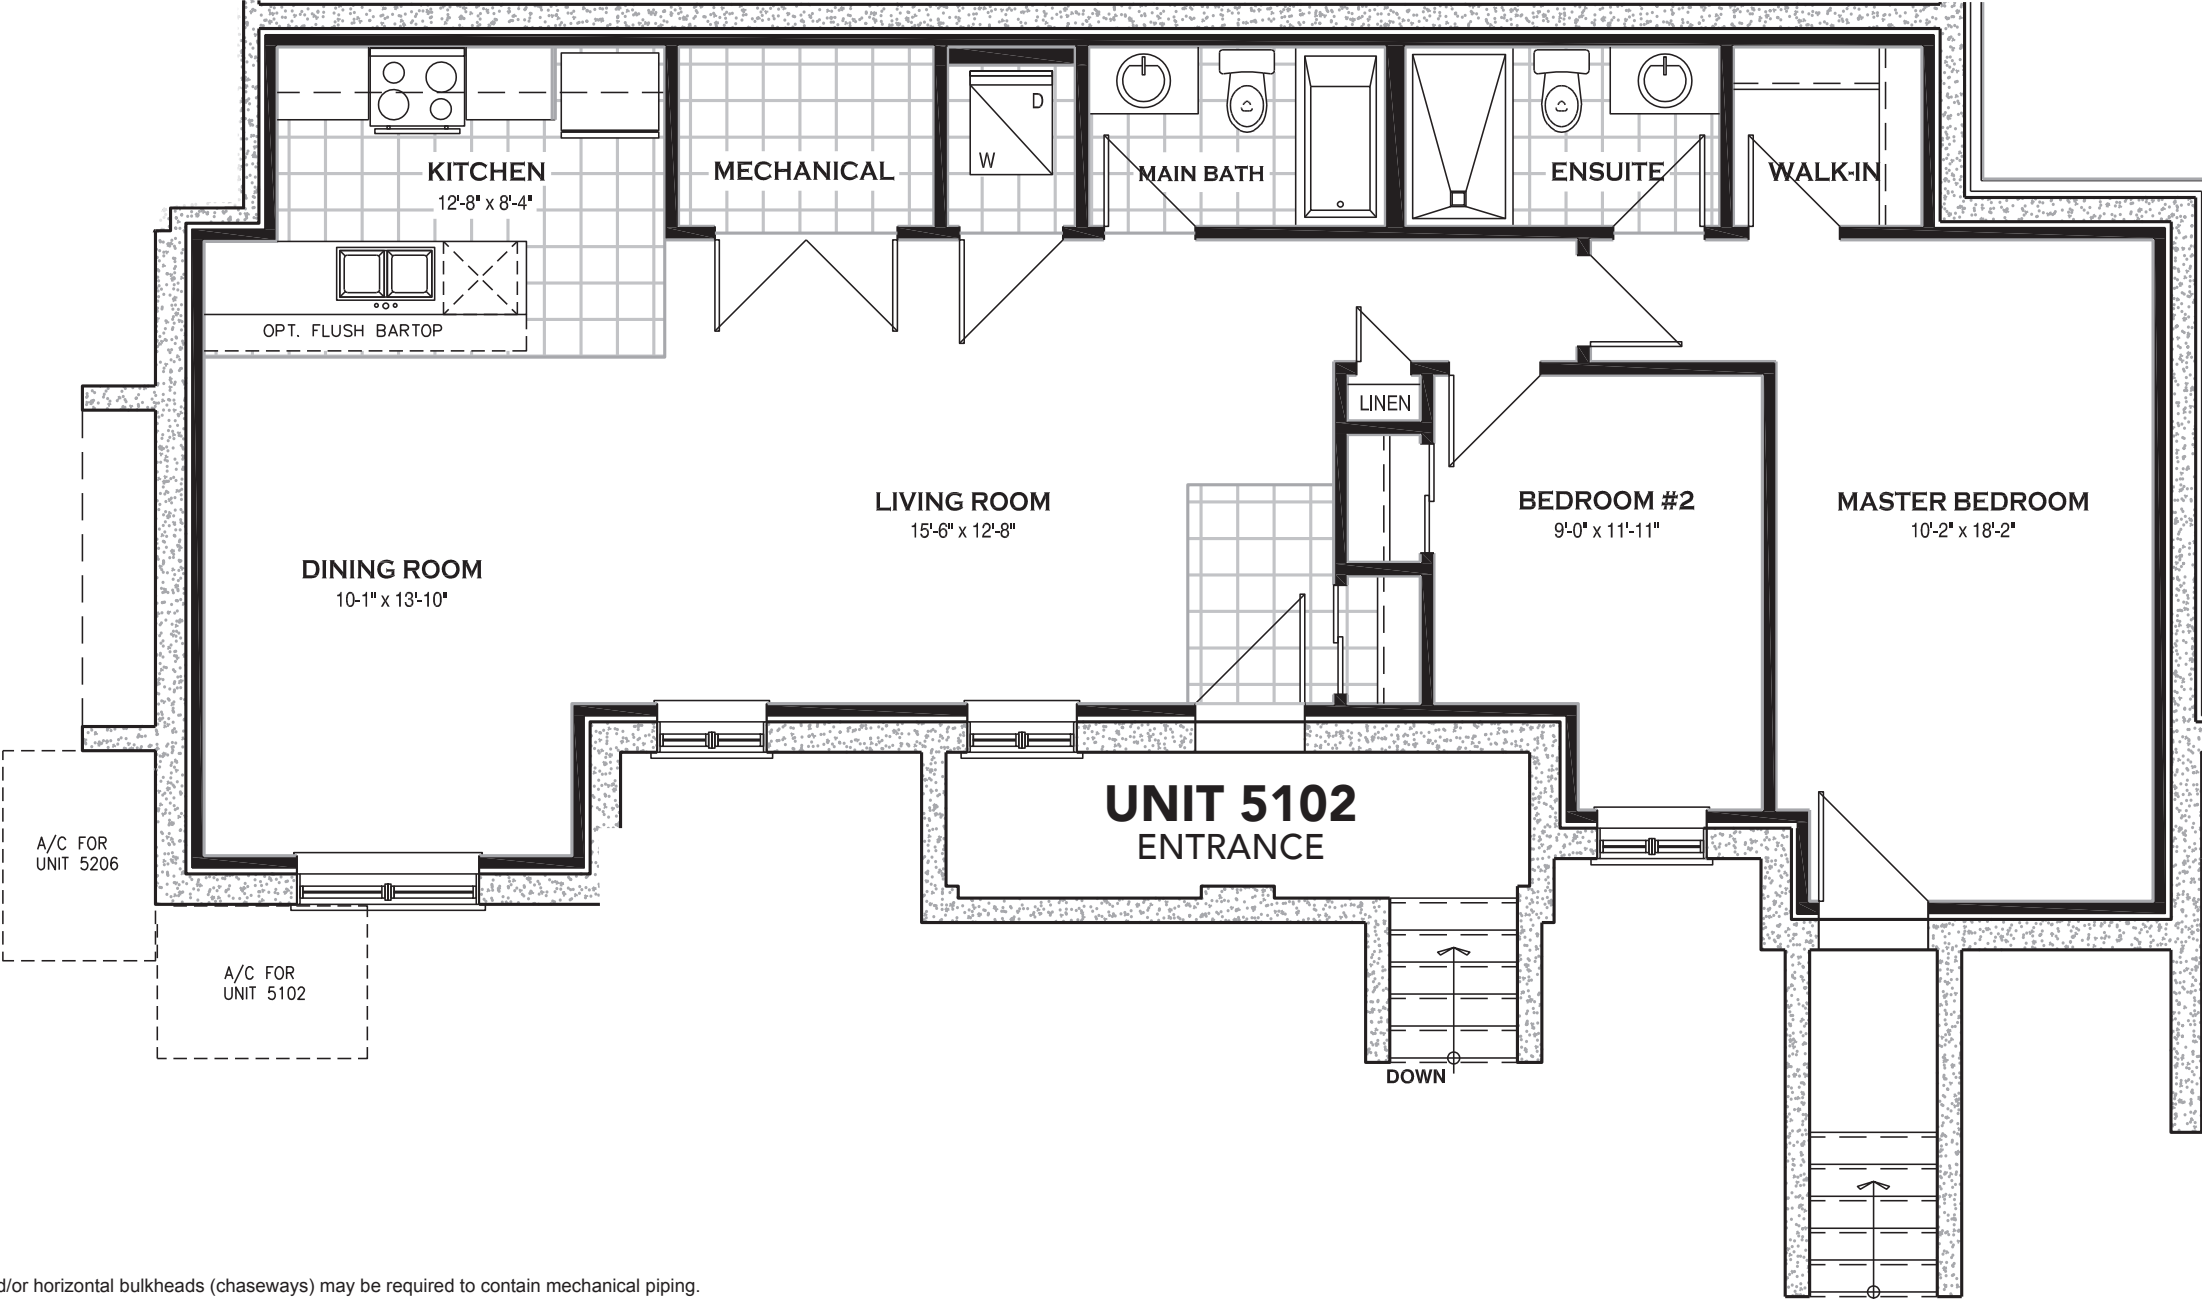 D
W
KITCHEN
12'-8" x 8'-4"
MECHANICAL
MAIN BATH
ENSUITE
WALK-IN
OPT. FLUSH BARTOP
LINEN
LIVING ROOM
15'-6" x 12'-8"
BEDROOM #2
9'-0" x 11'-11"
MASTER BEDROOM
10'-2" x 18'-2"
DINING ROOM
10-1" x 13'-10"
UNIT 5102
ENTRANCE
A/C FOR
UNIT 5206
A/C FOR
UNIT 5102
DOWN
d/or horizontal bulkheads (chaseways) may be required to contain mechanical piping.